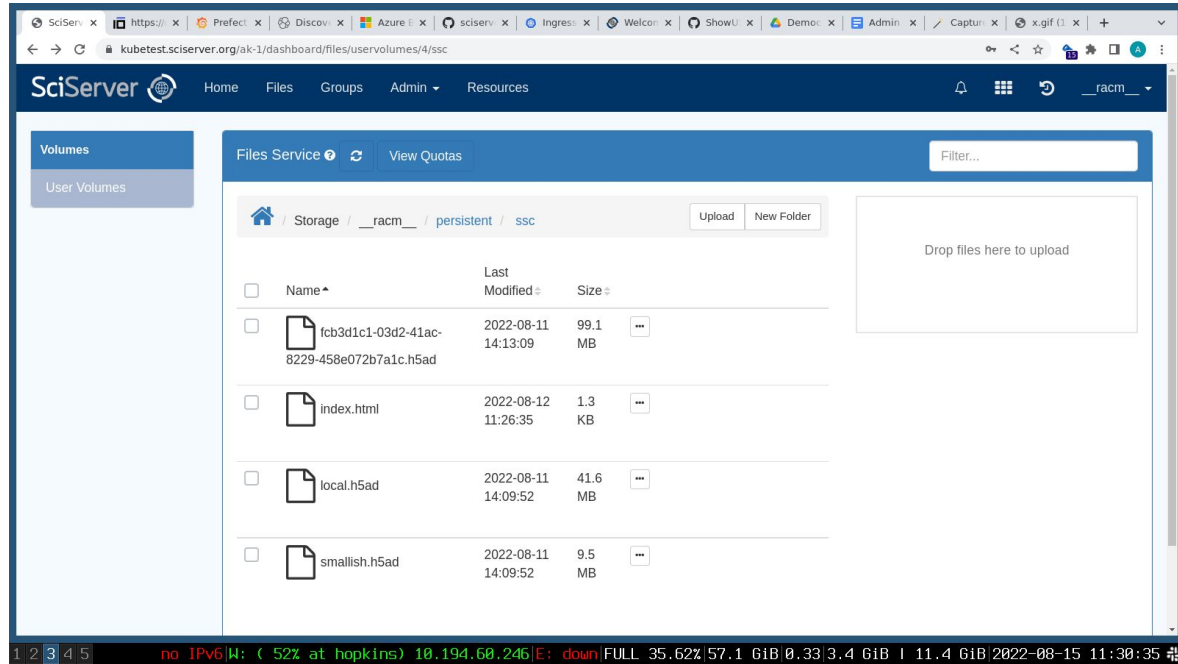 SciServ x https:// x Prefect x Discove x Azure E x sciserve x Ingres x Welcon x ShowU x Democ x Admin x Captur x x.gif (1 x +
kubetest.sciserver.org/ak-1/dashboard/files/uservolumes/4/ssc
15 A
SciServer Home Files Groups Admin Resources __racm__
Volumes
User Volumes
Files Service ? View Quotas Filter...
/ Storage / __racm__ / persistent / ssc Upload New Folder
Drop files here to upload
Last
Name Modified Size
fcb3d1c1-03d2-41ac- 2022-08-11 99.1
8229-458e072b7a1c.h5ad 14:13:09 MB
index.html 2022-08-12 1.3
11:26:35 KB
local.h5ad 2022-08-11 41.6
14:09:52 MB
smallish.h5ad 2022-08-11 9.5
14:09:52 MB
1 2 3 4 5 no IPv6|W: ( 52% at hopkins) 10.194.60.246|E: down|FULL 35.62%|57.1 GiB|0.33|3.4 GiB | 11.4 GiB|2022-08-15 11:30:35